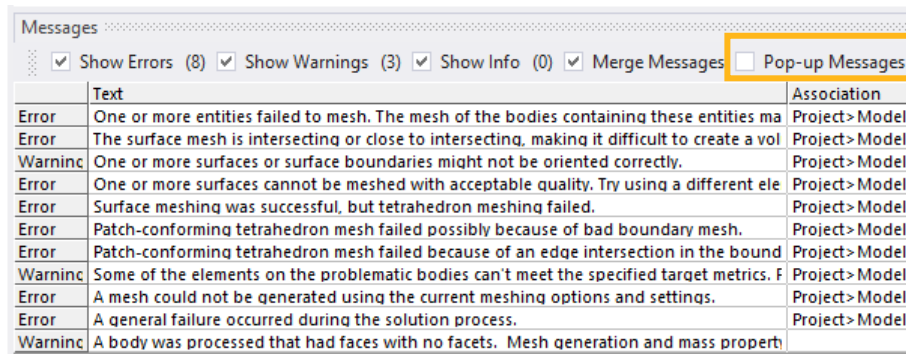 Messages
Show Errors (8) Show Warnings (3) Show Info (0) Merge Messages Pop-up Messages
Text Association
Error One or more entities failed to mesh. The mesh of the bodies containing these entities ma Project>Model
Error The surface mesh is intersecting or close to intersecting, making it difficult to create a vol Project>Model
Warning One or more surfaces or surface boundaries might not be oriented correctly. Project>Model
Error One or more surfaces cannot be meshed with acceptable quality. Try using a different ele Project>Model
Error Surface meshing was successful, but tetrahedron meshing failed. Project>Model
Error Patch-conforming tetrahedron mesh failed possibly because of bad boundary mesh. Project>Model
Error Patch-conforming tetrahedron mesh failed because of an edge intersection in the bound Project>Model
Warning Some of the elements on the problematic bodies can't meet the specified target metrics. F Project>Model
Error A mesh could not be generated using the current meshing options and settings. Project>Model
Error A general failure occurred during the solution process. Project>Model
Warning A body was processed that had faces with no facets. Mesh generation and mass property